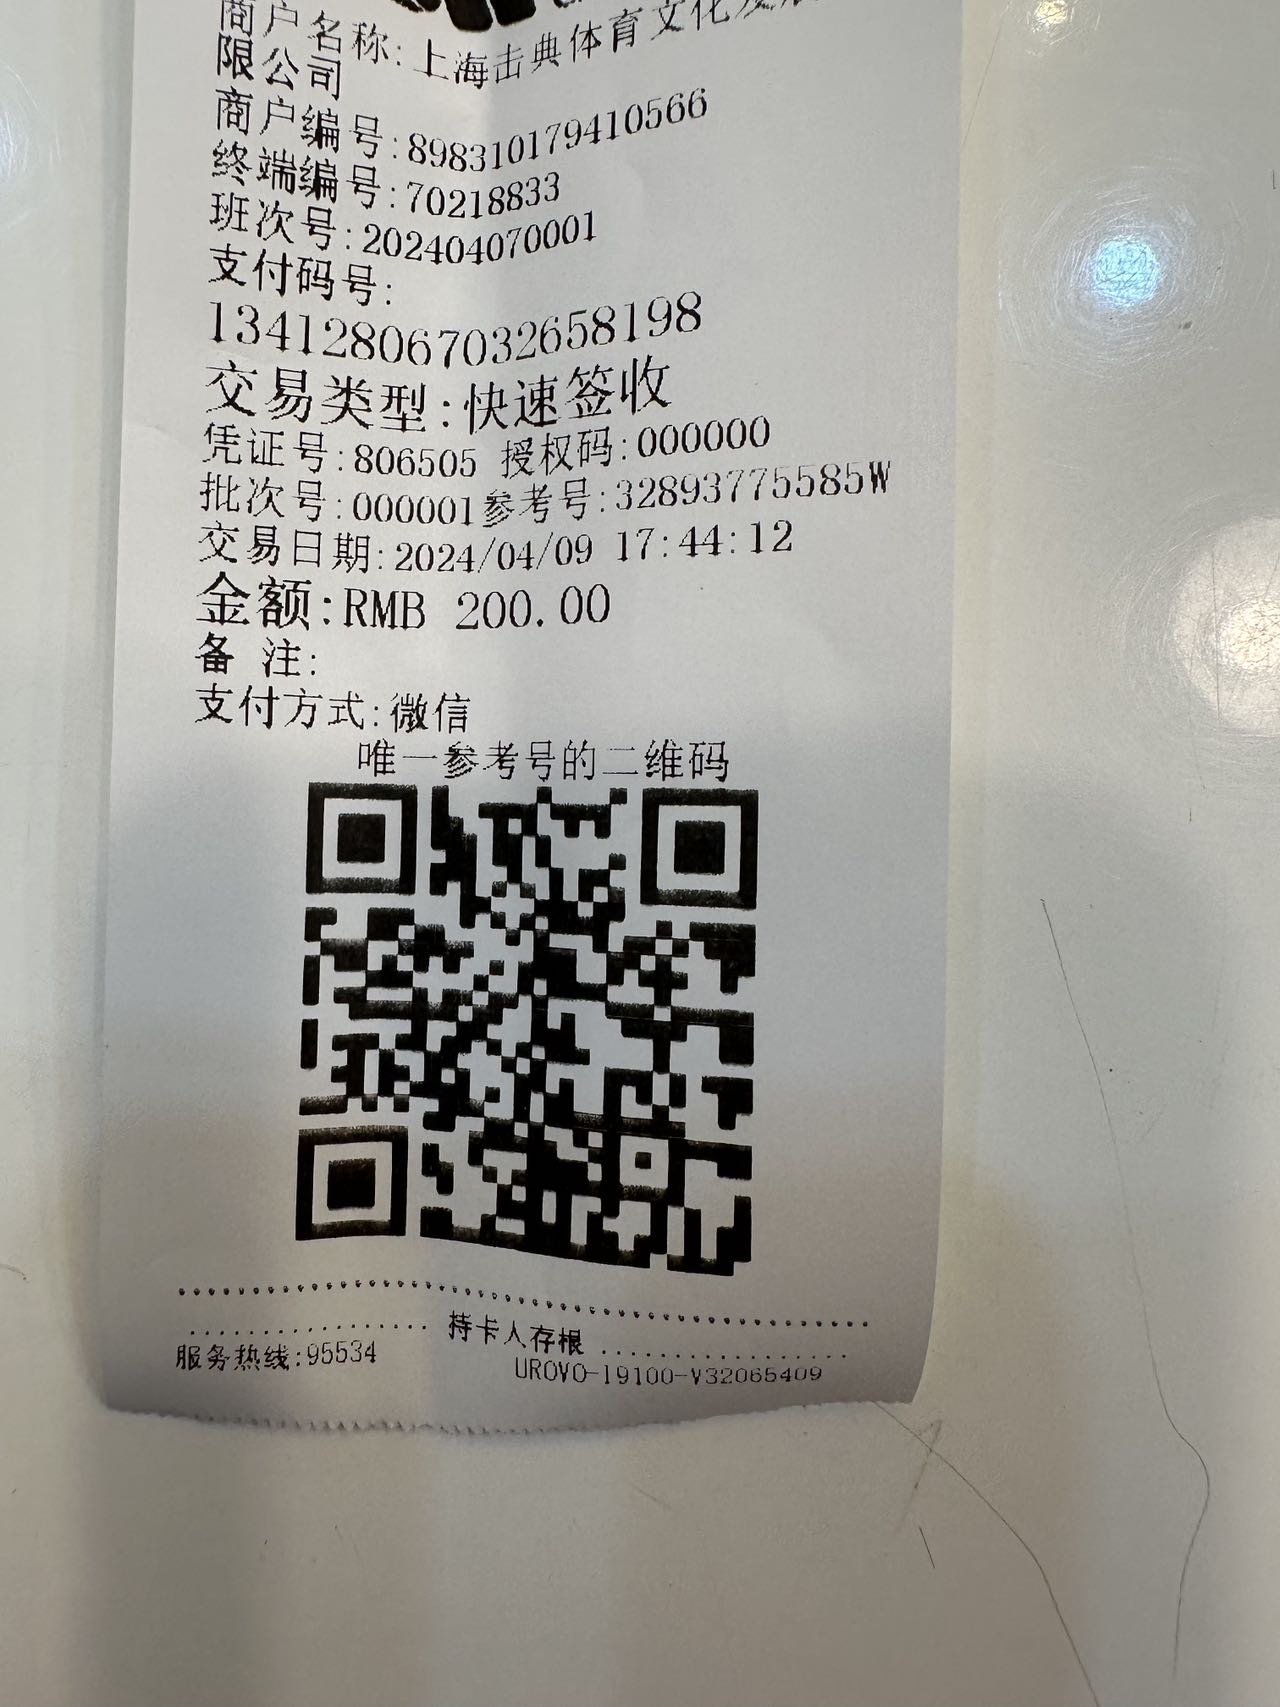 商户名称:上海击典体育文化发展
限公司
商户编号:898310179410566
终端编号:70218833
班次号:202404070001
支付码号:
134128067032658198
交易类型:快速签收
凭证号:806505 授权码:000000
批次号:000001参考号:32893775585W
交易日期:2024/04/09 17:44:12
金额:RMB 200.00
备 注:
支付方式:微信
唯一参考号的二维码
持卡人存根
服务热线:95534
UROVO-I9100-V32065409